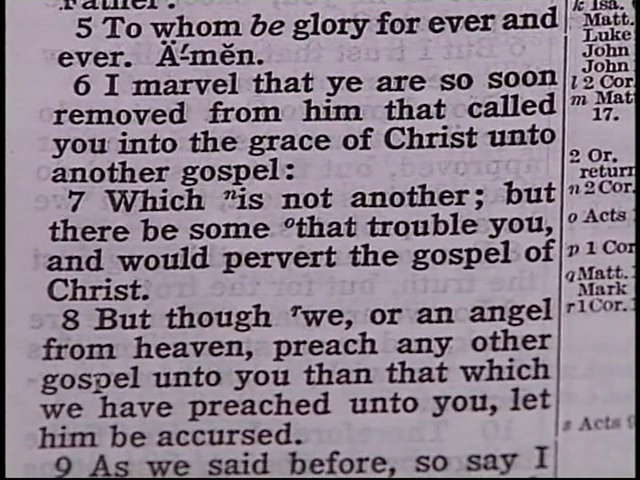 Father.
5 To whom be glory for ever and
ever. Ä′-mĕn.
6 I marvel that ye are so soon
removed from him that called
you into the grace of Christ unto
another gospel:
7 Which ⁿis not another; but
there be some ᵒthat trouble you,
and would pervert the gospel of
Christ.
8 But though ʳwe, or an angel
from heaven, preach any other
gospel unto you than that which
we have preached unto you, let
him be accursed.
9 As we said before, so say I
k Isa.
Matt.
Luke
John
John
l 2 Cor
m Mat
17.
2 Or.
return
n 2 Cor.
o Acts
p 1 Cor
q Matt.
Mark
r 1 Cor.
s Acts